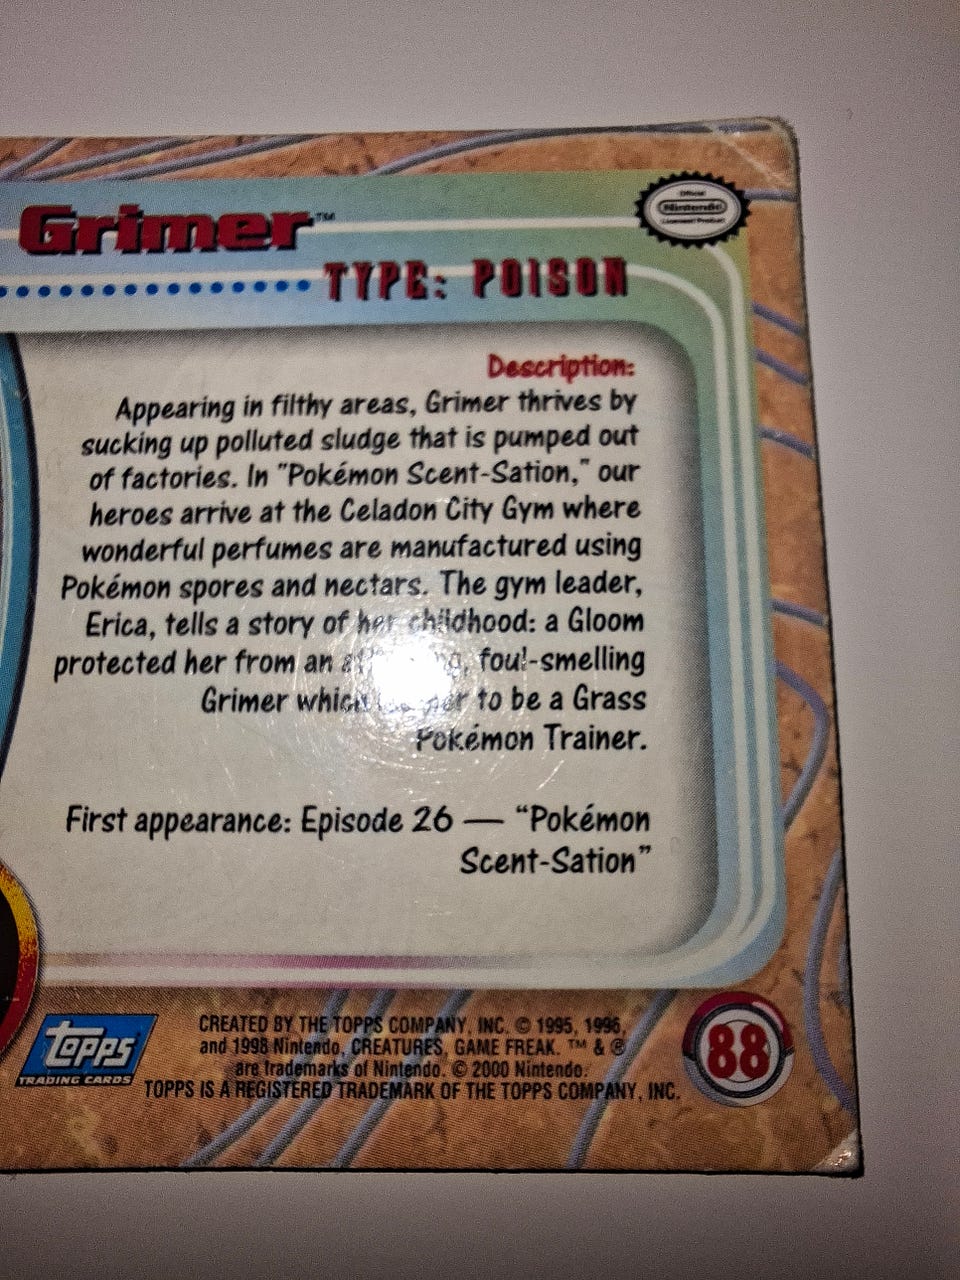 Grimer™
Official
Nintendo
Licensed Product
TYPE: POISON
Description:
Appearing in filthy areas, Grimer thrives by
sucking up polluted sludge that is pumped out
of factories. In "Pokémon Scent-Sation," our
heroes arrive at the Celadon City Gym where
wonderful perfumes are manufactured using
Pokémon spores and nectars. The gym leader,
Erica, tells a story of her childhood: a Gloom
protected her from an foul-smelling
Grimer which to be a Grass
Pokémon Trainer.
First appearance: Episode 26 — “Pokémon
Scent-Sation”
Topps
TRADING CARDS
CREATED BY THE TOPPS COMPANY, INC. © 1995, 1996,
and 1998 Nintendo, CREATURES, GAME FREAK. ™ & ®
are trademarks of Nintendo. © 2000 Nintendo.
TOPPS IS A REGISTERED TRADEMARK OF THE TOPPS COMPANY, INC.
88